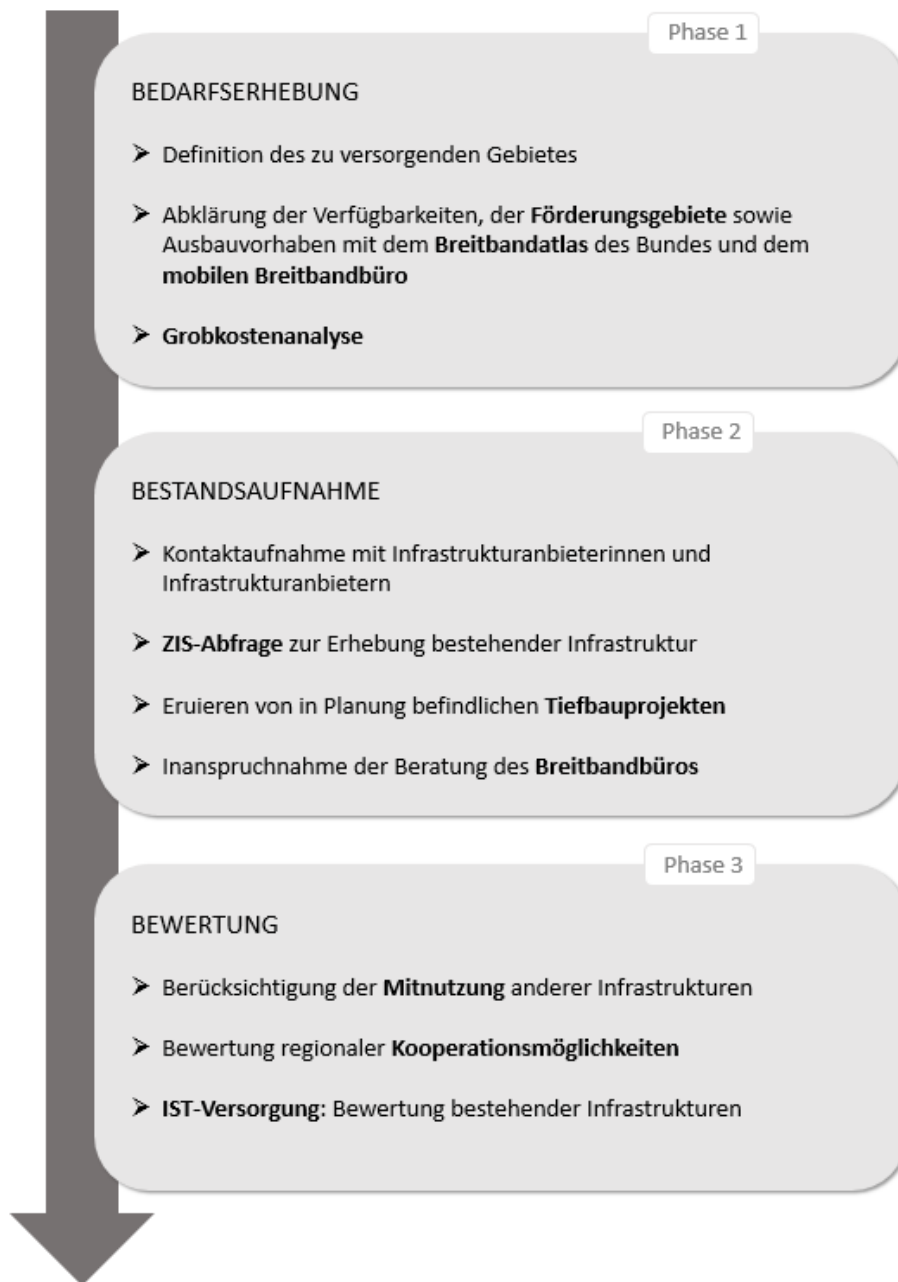 Phase 1
BEDARFSERHEBUNG
➢ Definition des zu versorgenden Gebietes
➢ Abklärung der Verfügbarkeiten, der Förderungsgebiete sowie
Ausbauvorhaben mit dem Breitbandatlas des Bundes und dem
mobilen Breitbandbüro
➢ Grobkostenanalyse
Phase 2
BESTANDSAUFNAHME
➢ Kontaktaufnahme mit Infrastrukturanbieterinnen und
Infrastrukturanbietern
➢ ZIS-Abfrage zur Erhebung bestehender Infrastruktur
➢ Eruieren von in Planung befindlichen Tiefbauprojekten
➢ Inanspruchnahme der Beratung des Breitbandbüros
Phase 3
BEWERTUNG
➢ Berücksichtigung der Mitnutzung anderer Infrastrukturen
➢ Bewertung regionaler Kooperationsmöglichkeiten
➢ IST-Versorgung: Bewertung bestehender Infrastrukturen